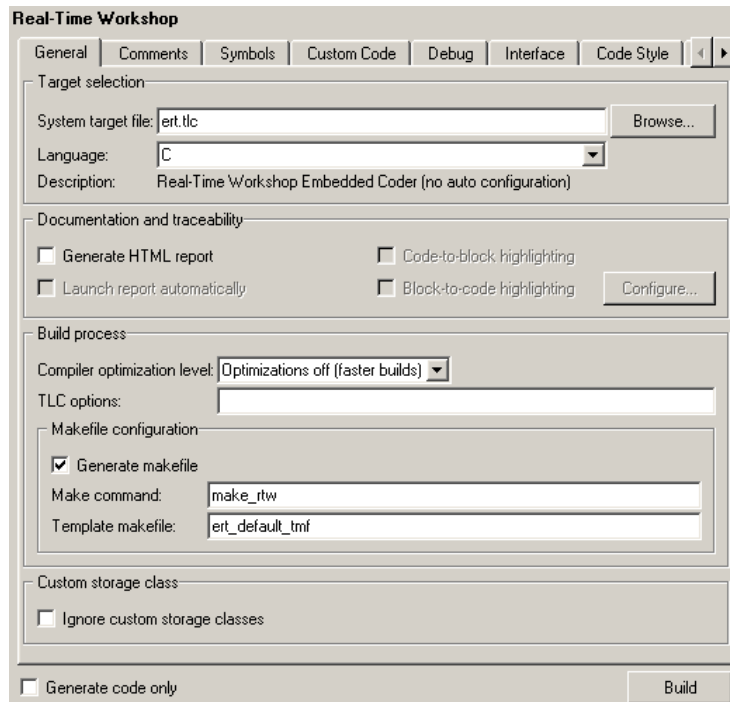 Real-Time Workshop
General Comments Symbols Custom Code Debug Interface Code Style
Target selection
System target file: ert.tlc Browse...
Language: C
Description: Real-Time Workshop Embedded Coder (no auto configuration)
Documentation and traceability
Generate HTML report Code-to-block highlighting
Launch report automatically Block-to-code highlighting Configure...
Build process
Compiler optimization level: Optimizations off (faster builds)
TLC options:
Makefile configuration
Generate makefile
Make command: make_rtw
Template makefile: ert_default_tmf
Custom storage class
Ignore custom storage classes
Generate code only Build